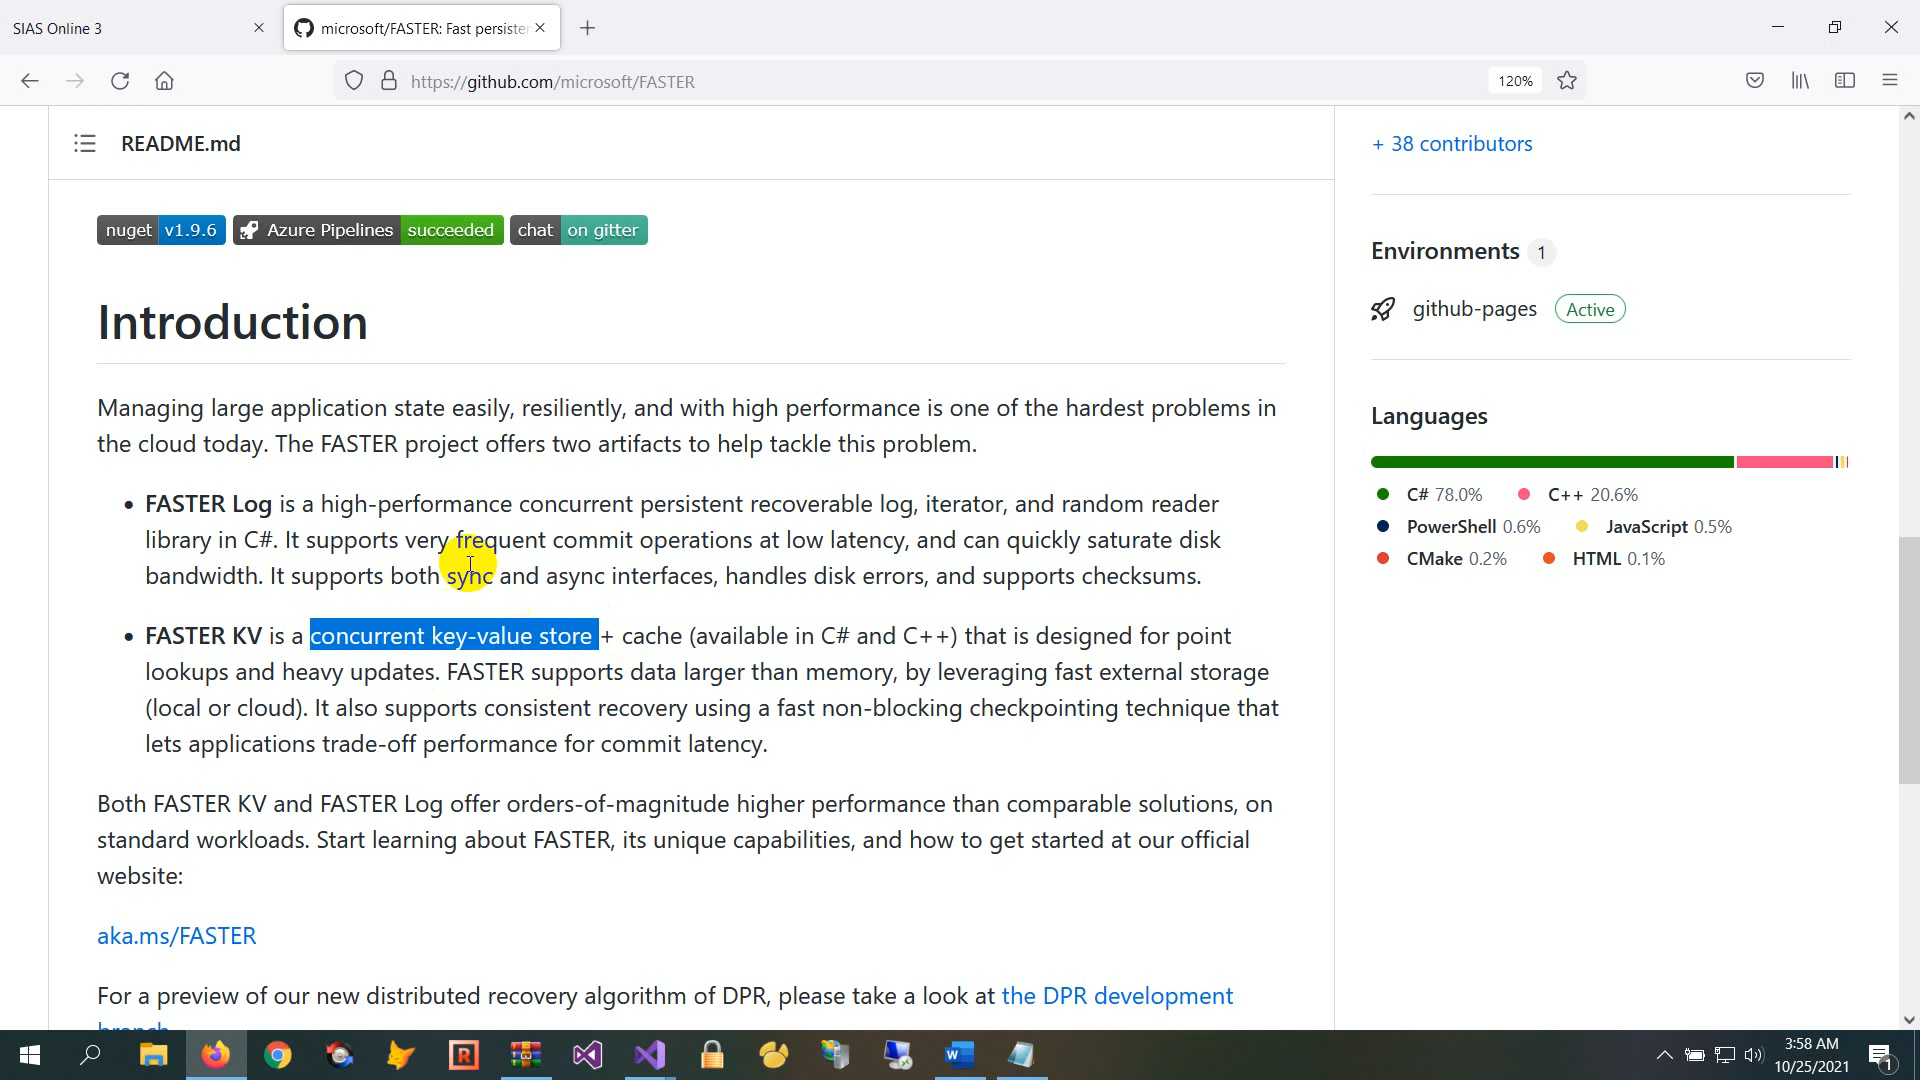 SIAS Online 3
microsoft/FASTER: Fast persister
https://github.com/microsoft/FASTER
120%
README.md
+ 38 contributors
nuget v1.9.6 Azure Pipelines succeeded chat on gitter
Environments 1
github-pages Active
Introduction
Managing large application state easily, resiliently, and with high performance is one of the hardest problems in
the cloud today. The FASTER project offers two artifacts to help tackle this problem.
• FASTER Log is a high-performance concurrent persistent recoverable log, iterator, and random reader
library in C#. It supports very frequent commit operations at low latency, and can quickly saturate disk
bandwidth. It supports both sync and async interfaces, handles disk errors, and supports checksums.
• FASTER KV is a concurrent key-value store + cache (available in C# and C++) that is designed for point
lookups and heavy updates. FASTER supports data larger than memory, by leveraging fast external storage
(local or cloud). It also supports consistent recovery using a fast non-blocking checkpointing technique that
lets applications trade-off performance for commit latency.
Both FASTER KV and FASTER Log offer orders-of-magnitude higher performance than comparable solutions, on
standard workloads. Start learning about FASTER, its unique capabilities, and how to get started at our official
website:
aka.ms/FASTER
For a preview of our new distributed recovery algorithm of DPR, please take a look at the DPR development
branch
Languages
C# 78.0% C++ 20.6%
PowerShell 0.6% JavaScript 0.5%
CMake 0.2% HTML 0.1%
3:58 AM
10/25/2021
1